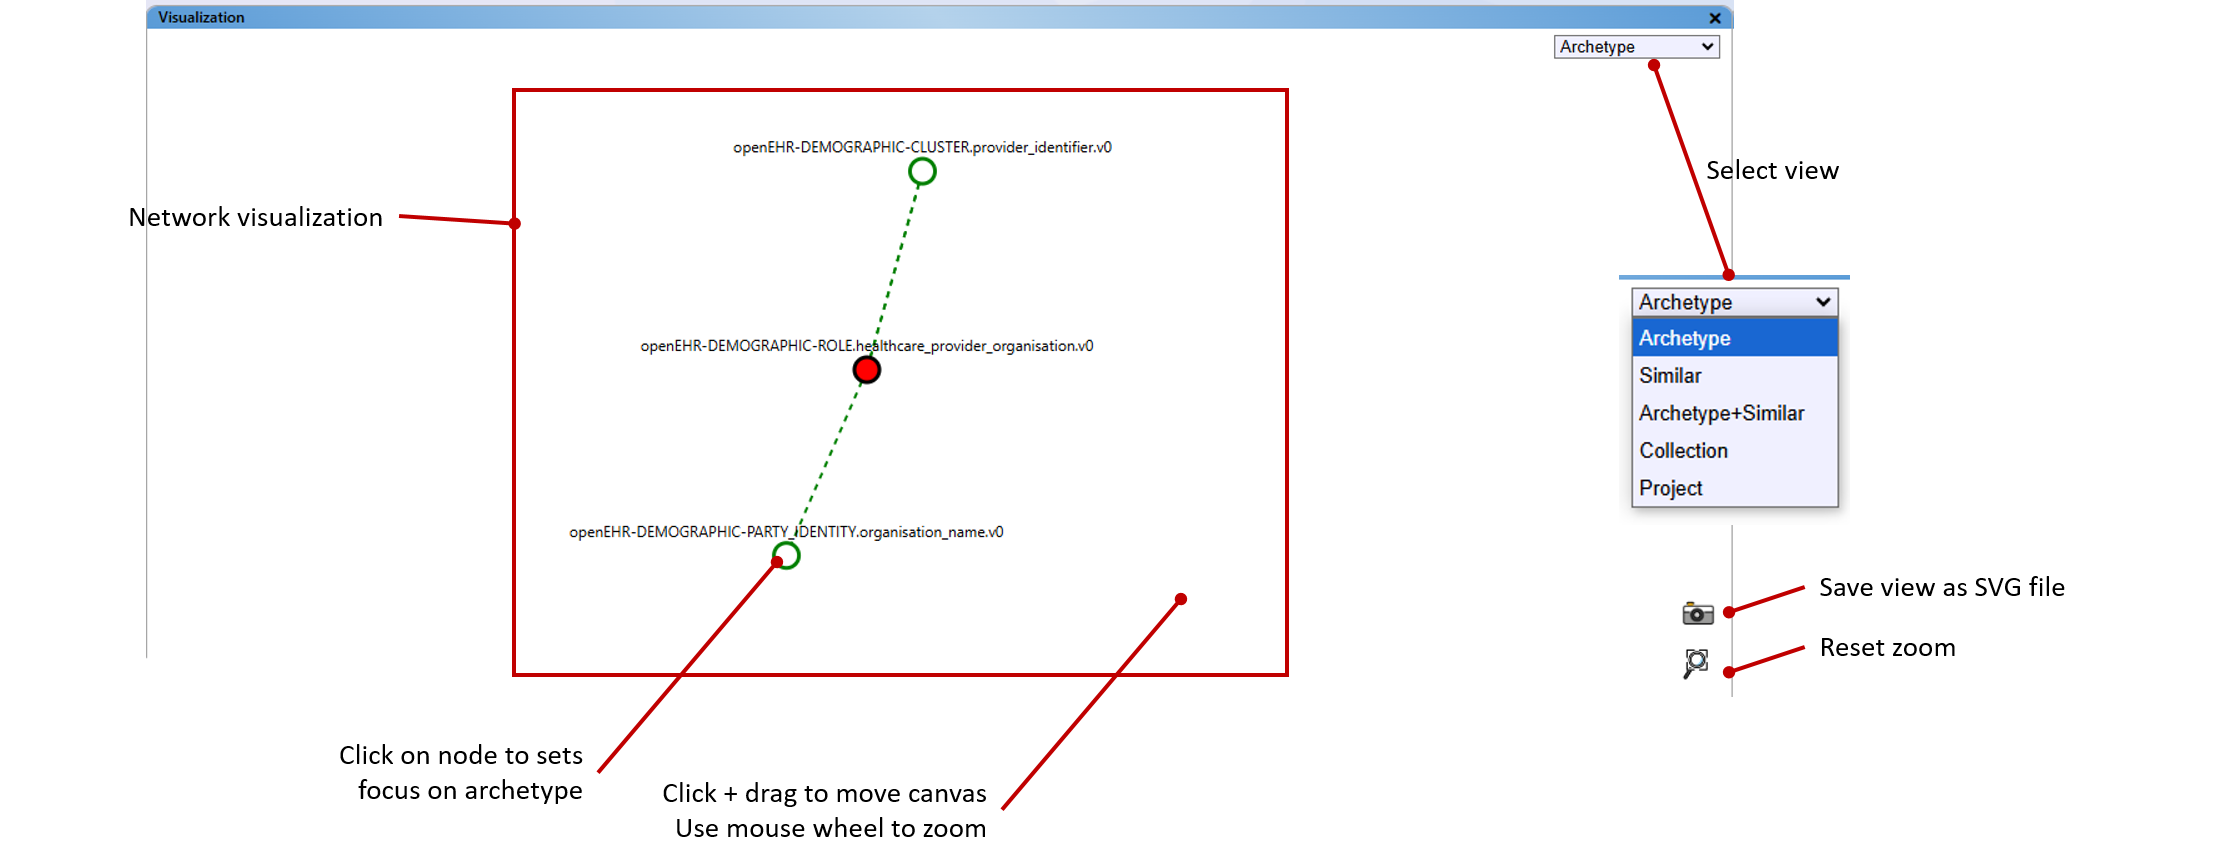 Visualization
Archetype
openEHR-DEMOGRAPHIC-CLUSTER.provider_identifier.v0
Select view
Network visualization
Archetype
openEHR-DEMOGRAPHIC-ROLE.healthcare_provider_organisation.v0
Archetype
Similar
Archetype+Similar
Collection
Project
openEHR-DEMOGRAPHIC-PARTY_IDENTITY.organisation_name.v0
Save view as SVG file
Reset zoom
Click on node to sets
focus on archetype
Click + drag to move canvas
Use mouse wheel to zoom